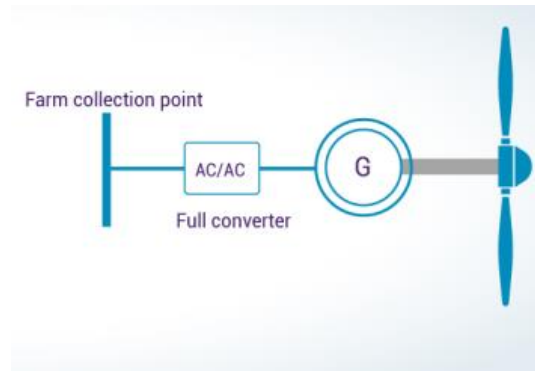 Farm collection point
AC/AC
G
Full converter